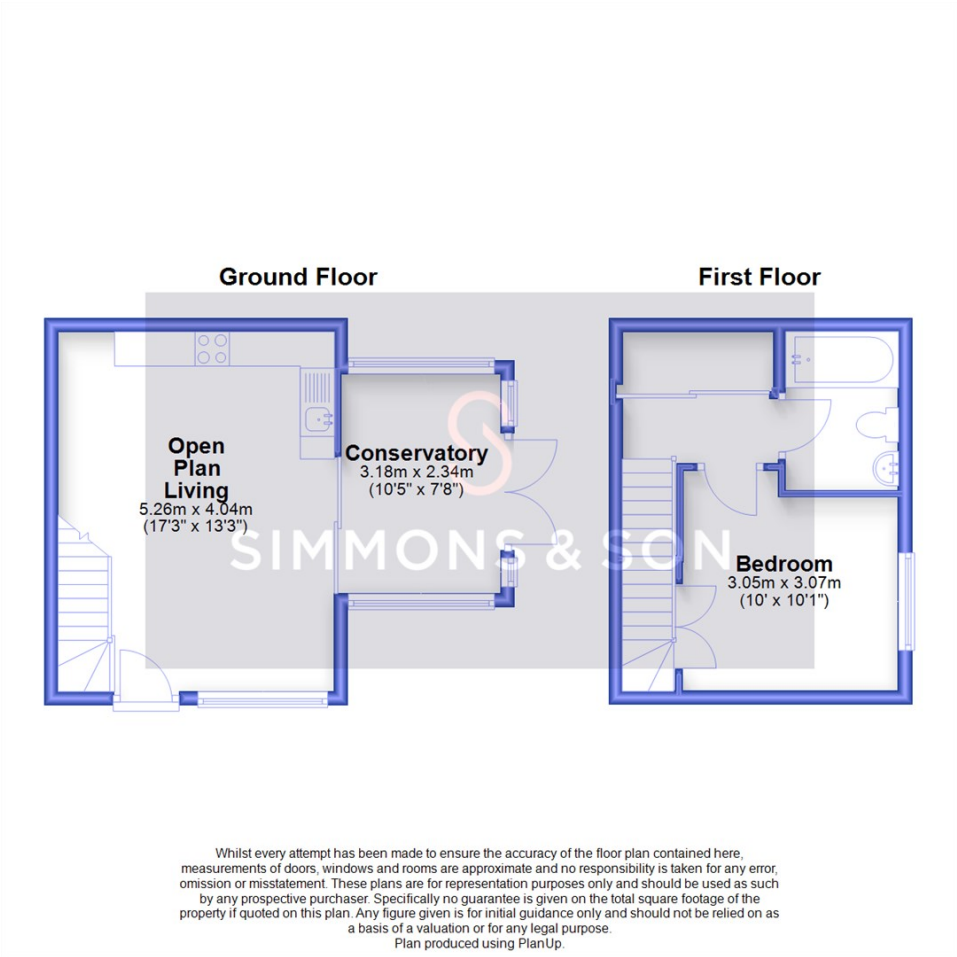 Ground Floor
First Floor
Open
Plan
Living
5.26m x 4.04m
(17'3" x 13'3")
Conservatory
3.18m x 2.34m
(10'5" x 7'8")
SIMMONS & SON
Bedroom
3.05m x 3.07m
(10' x 10'1")
Whilst every attempt has been made to ensure the accuracy of the floor plan contained here,
measurements of doors, windows and rooms are approximate and no responsibility is taken for any error,
omission or misstatement. These plans are for representation purposes only and should be used as such
by any prospective purchaser. Specifically no guarantee is given on the total square footage of the
property if quoted on this plan. Any figure given is for initial guidance only and should not be relied on as
a basis of a valuation or for any legal purpose.
Plan produced using PlanUp.